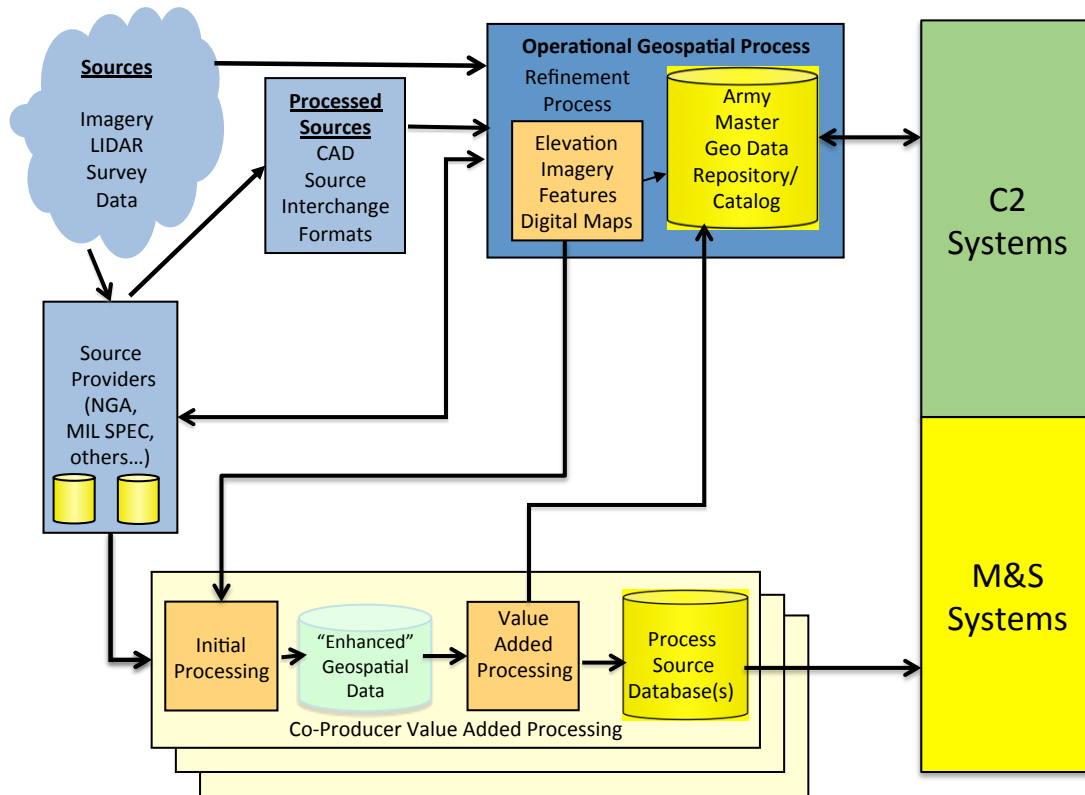 Sources
Imagery
LIDAR
Survey
Data
Processed
Sources
CAD
Source
Interchange
Formats
Operational Geospatial Process
Refinement
Process
Elevation
Imagery
Features
Digital Maps
Army
Master
Geo Data
Repository/
Catalog
C2
Systems
Source
Providers
(NGA,
MIL SPEC,
others…)
M&S
Systems
Initial
Processing
“Enhanced”
Geospatial
Data
Value
Added
Processing
Process
Source
Database(s)
Co-Producer Value Added Processing